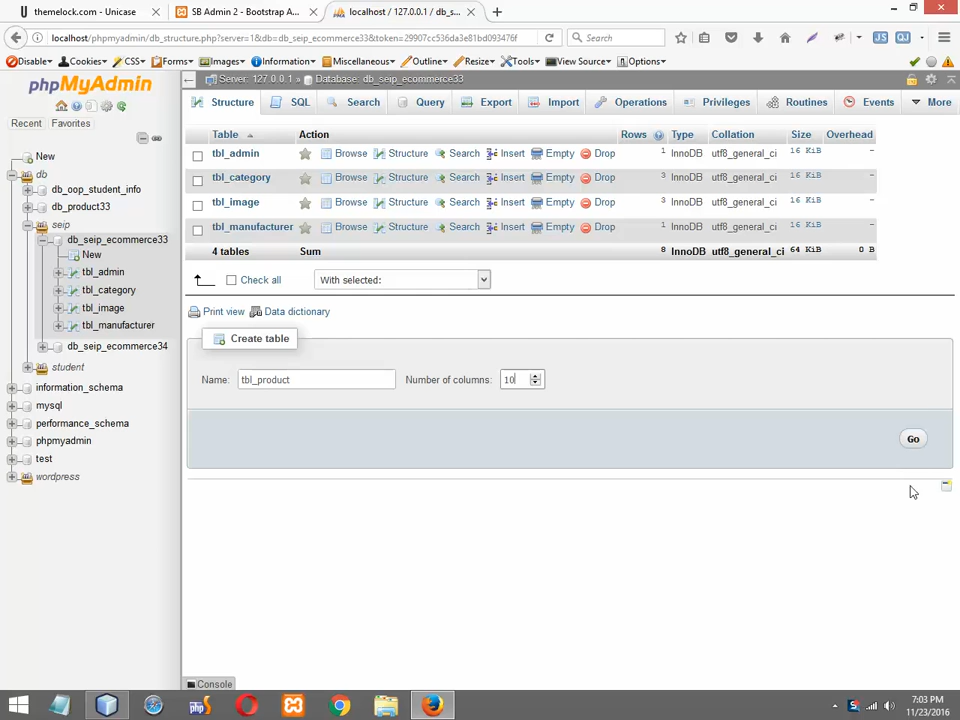 themelock.com - Unicase
SB Admin 2 - Bootstrap A...
localhost / 127.0.0.1 / db_s...
localhost/phpmyadmin/db_structure.php?server=1&db=db_seip_ecommerce33&token=29907cc536da3e81bd093476f
Search
Disable
Cookies
CSS
Forms
Images
Information
Miscellaneous
Outline
Resize
Tools
View Source
Options
phpMyAdmin
Recent
Favorites
New
db
db_oop_student_info
db_product33
seip
db_seip_ecommerce33
New
tbl_admin
tbl_category
tbl_image
tbl_manufacturer
db_seip_ecommerce34
student
information_schema
mysql
performance_schema
phpmyadmin
test
wordpress
Server: 127.0.0.1 » Database: db_seip_ecommerce33
Structure SQL Search Query Export Import Operations Privileges Routines Events More
Table Action Rows Type Collation Size Overhead
tbl_admin Browse Structure Search Insert Empty Drop 1 InnoDB utf8_general_ci 16 KiB -
tbl_category Browse Structure Search Insert Empty Drop 3 InnoDB utf8_general_ci 16 KiB -
tbl_image Browse Structure Search Insert Empty Drop 3 InnoDB utf8_general_ci 16 KiB -
tbl_manufacturer Browse Structure Search Insert Empty Drop 1 InnoDB utf8_general_ci 16 KiB -
4 tables Sum 8 InnoDB utf8_general_ci 64 KiB 0 B
Check all With selected:
Print view Data dictionary
Create table
Name: tbl_product Number of columns: 10
Go
Console
7:03 PM
11/23/2016